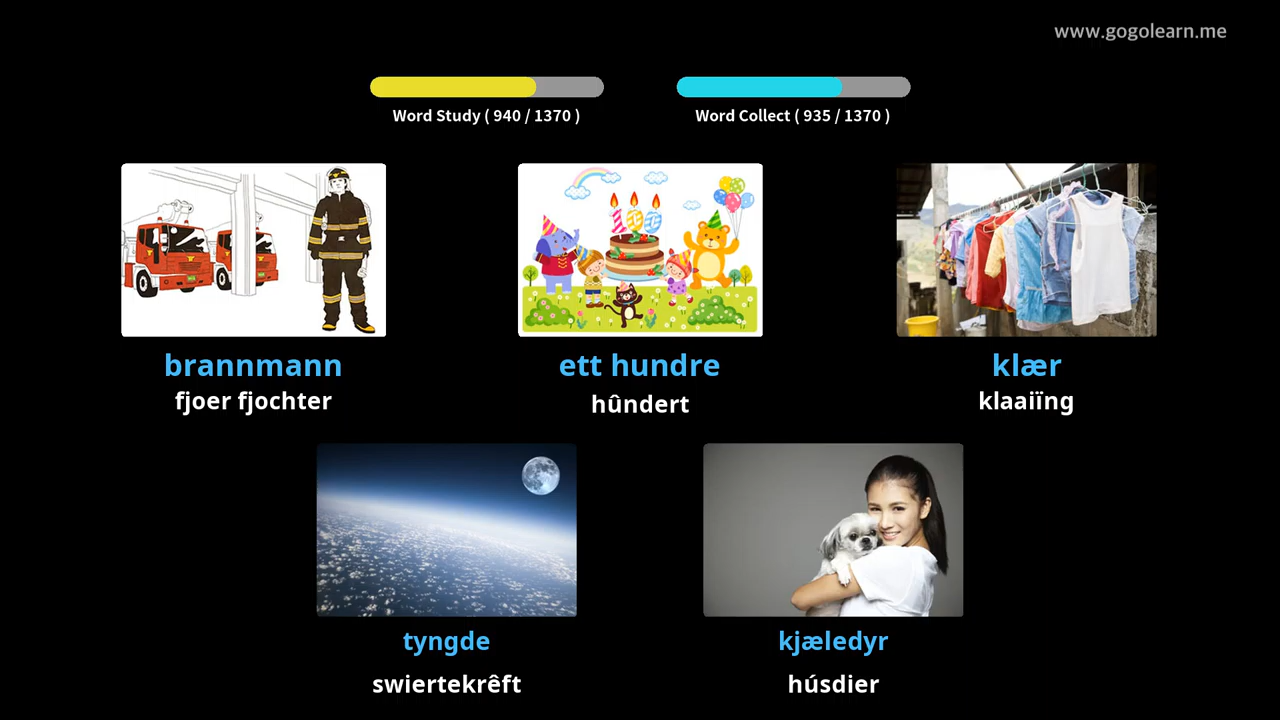 www.gogolearn.me
Word Study ( 940 / 1370 )
Word Collect ( 935 / 1370 )
brannmann
fjoer fjochter
ett hundre
hûndert
klær
klaaiïng
tyngde
swiertekrêft
kjæledyr
húsdier